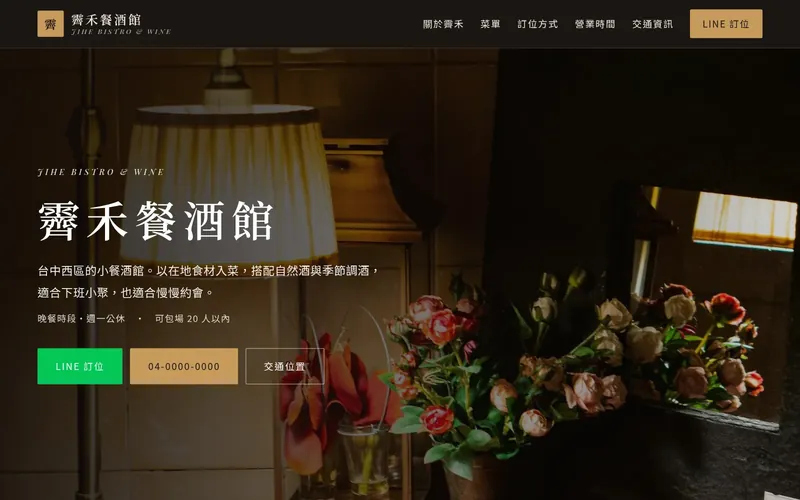 霽
霽禾餐酒館
JIHE BISTRO & WINE
關於霽禾
菜單
訂位方式
營業時間
交通資訊
LINE 訂位
JIHE BISTRO & WINE
霽禾餐酒館
台中西區的小餐酒館。以在地食材入菜，搭配自然酒與季節調酒，
適合下班小聚，也適合慢慢約會。
晚餐時段・週一公休 ・ 可包場 20 人以內
LINE 訂位
04-0000-0000
交通位置